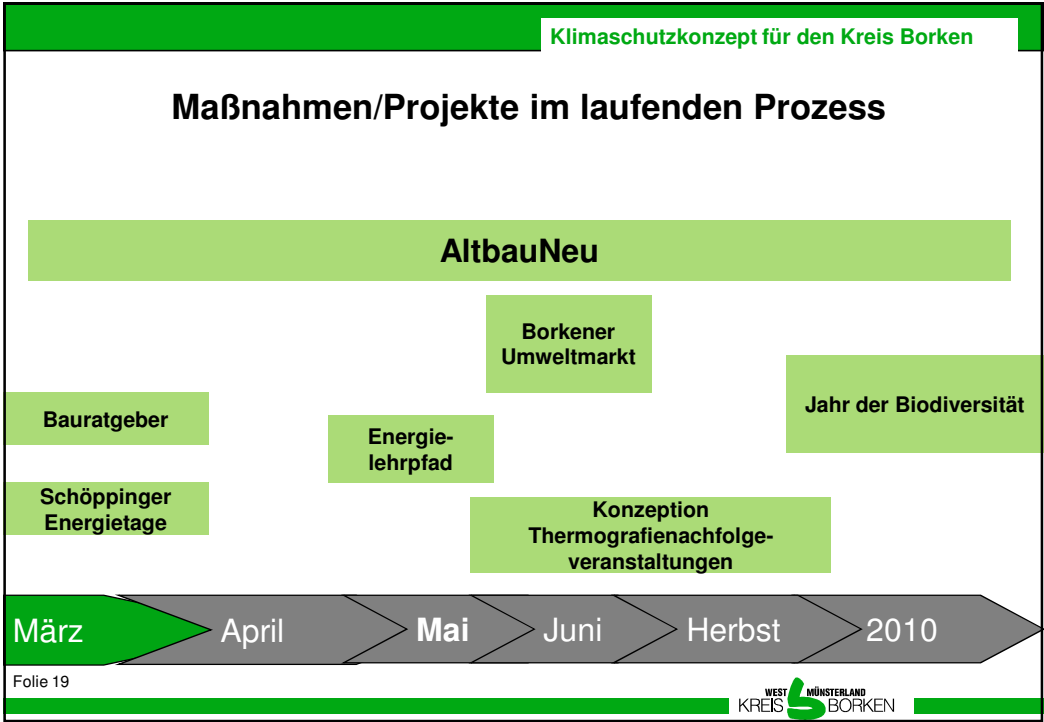 Klimaschutzkonzept für den Kreis Borken
Maßnahmen/Projekte im laufenden Prozess
AltbauNeu
Borkener
Umweltmarkt
Jahr der Biodiversität
Bauratgeber
Energie-
lehrpfad
Schöppinger
Energietage
Konzeption
Thermografienachfolge-
veranstaltungen
März April Mai Juni Herbst 2010
Folie 19
WEST MÜNSTERLAND
KREIS BORKEN